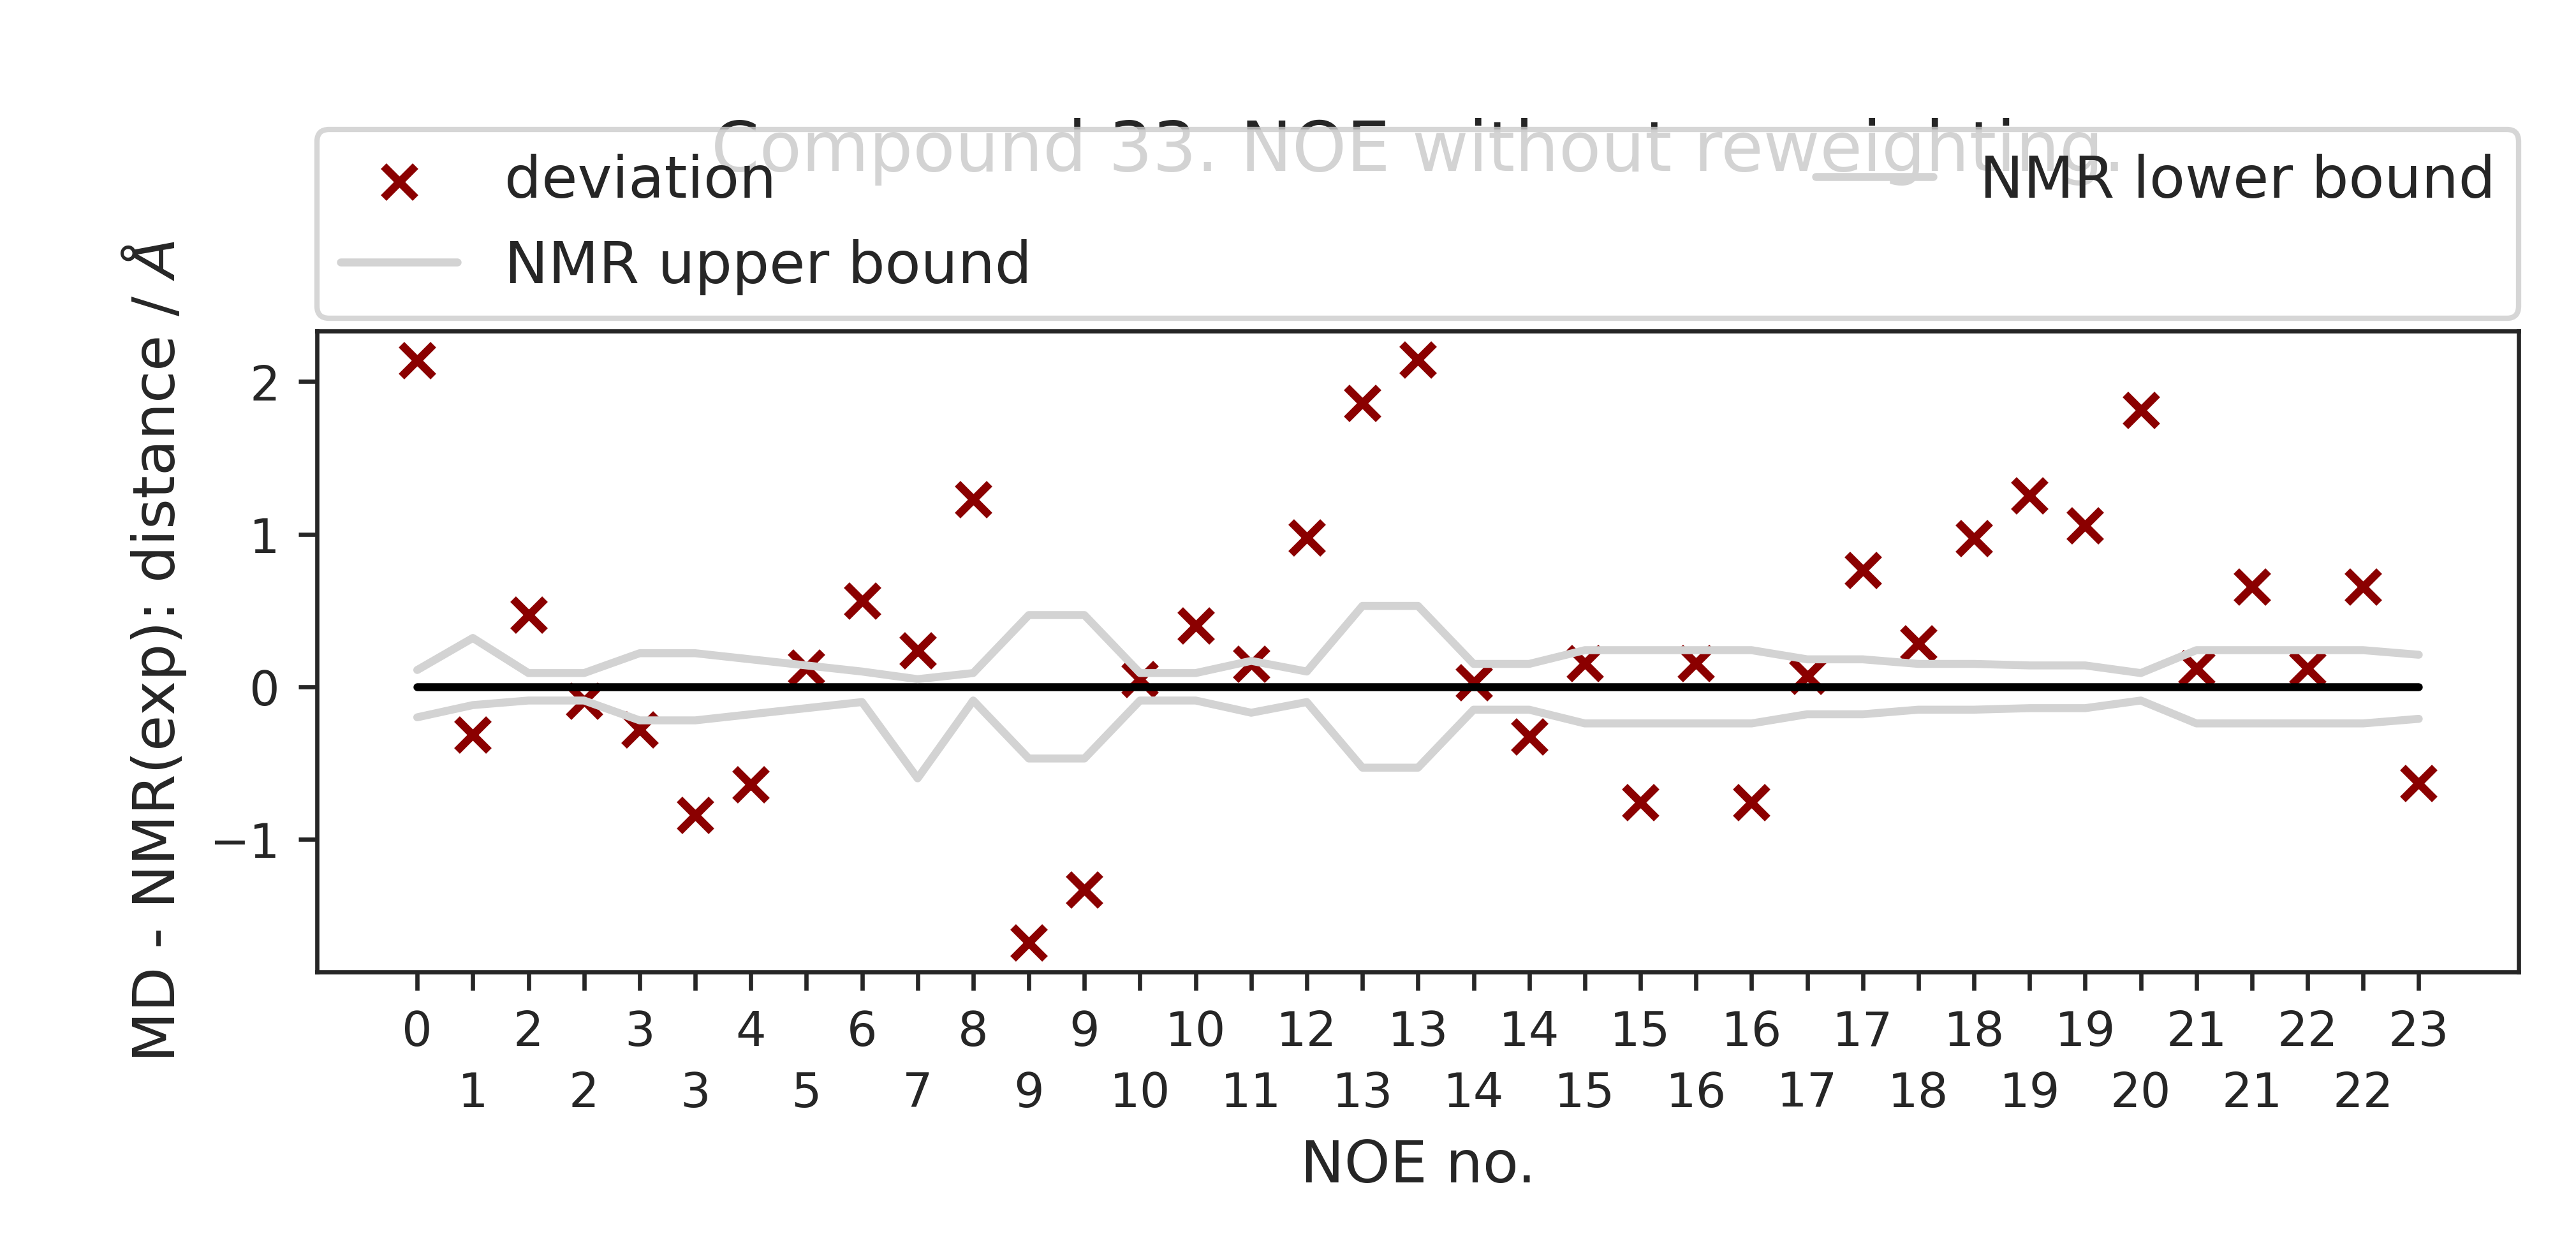 Compound 33. NOE without reweighting.
deviation
NMR upper bound
NMR lower bound
MD - NMR(exp): distance / Å
2
1
0
−1
0 2 3 4 6 8 9 10 12 13 14 15 16 17 18 19 21 22 23
1 2 3 5 7 9 10 11 13 14 15 16 17 18 19 20 21 22
NOE no.